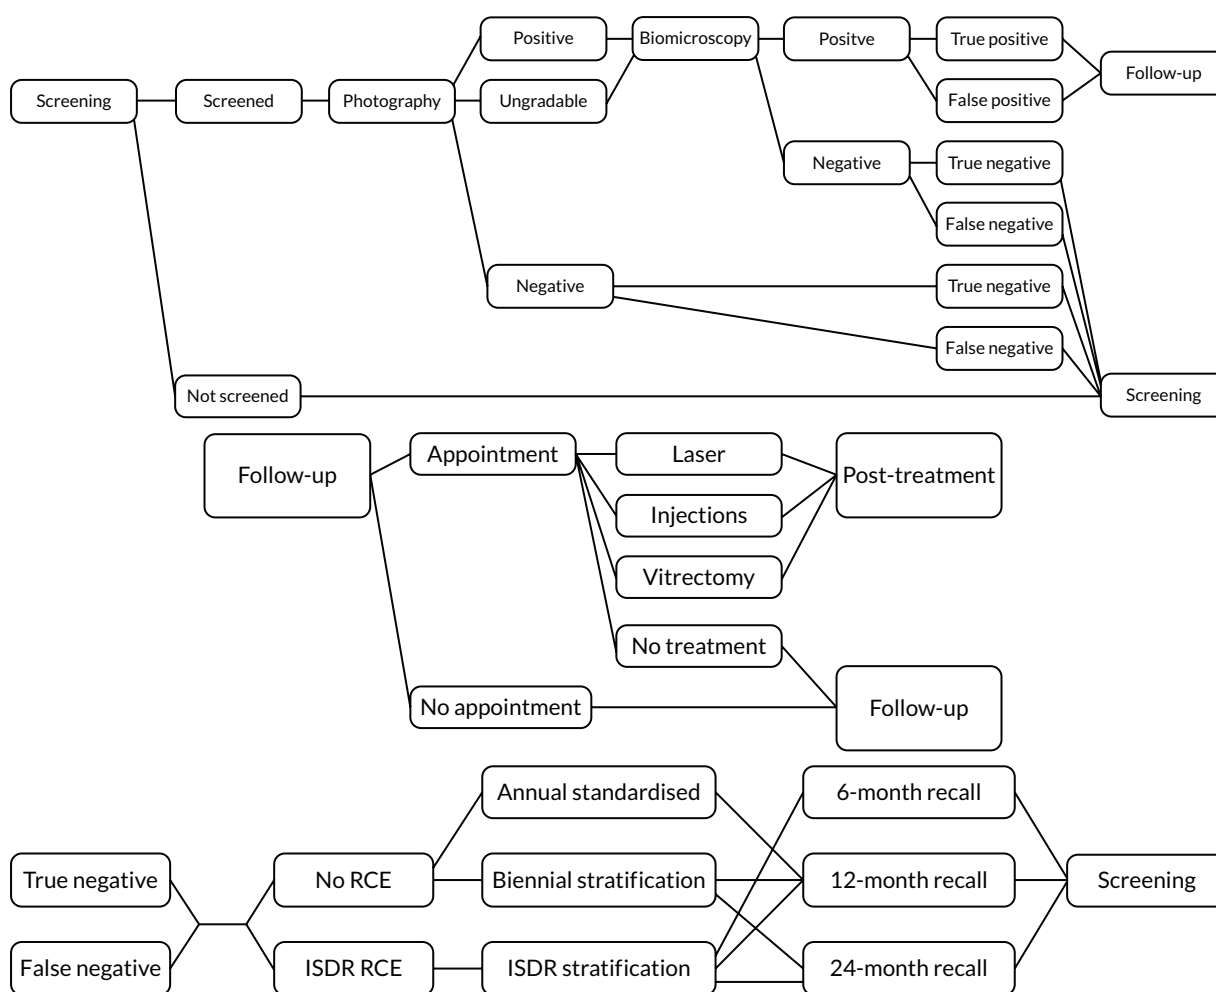 Positive
Biomicroscopy
Positve
True positive
Follow-up
Screening
Screened
Photography
Ungradable
False positive
Negative
True negative
False negative
Negative
True negative
False negative
Not screened
Screening
Follow-up
Appointment
Laser
Post-treatment
Injections
Vitrectomy
No treatment
No appointment
Follow-up
Annual standardised
6-month recall
True negative
No RCE
Biennial stratification
12-month recall
Screening
False negative
ISDR RCE
ISDR stratification
24-month recall